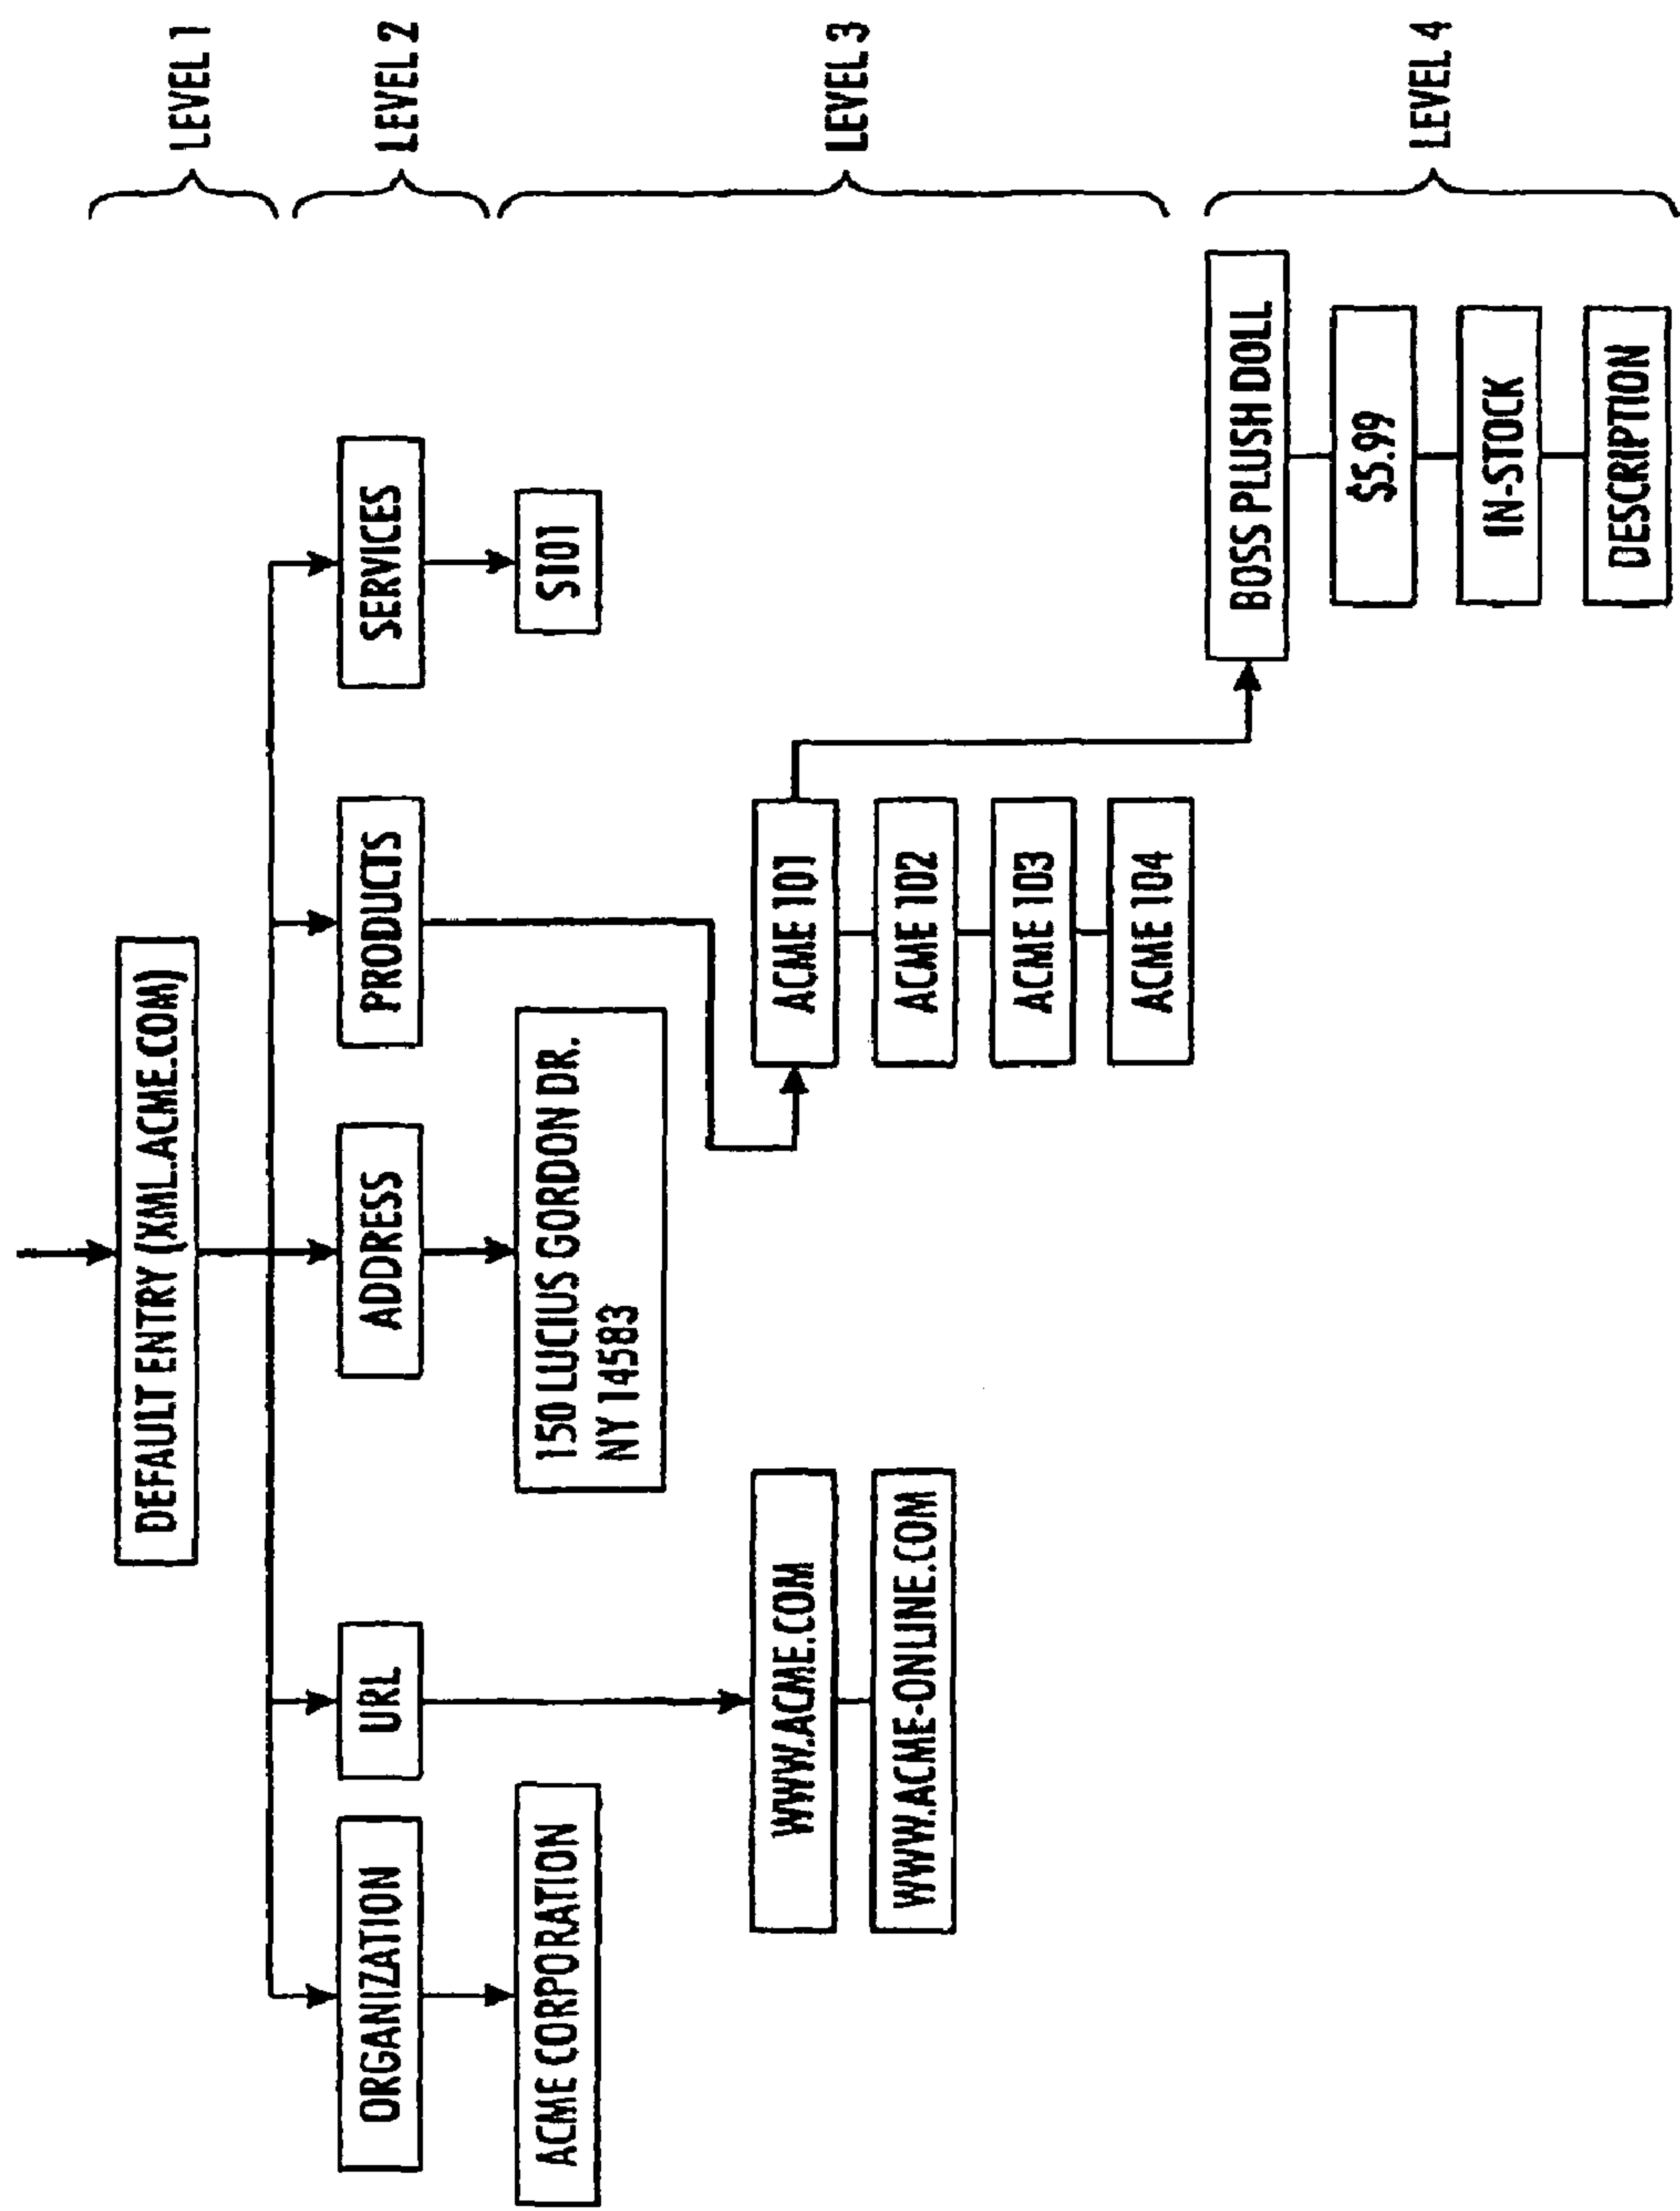 DEFAULT ENTRY (XML.ACME.COM)
LEVEL 1
ORGANIZATION
URL
ADDRESS
PRODUCTS
SERVICES
LEVEL 2
ACME CORPORATION
150 LUCIUS GORDON DR.
NY 14583
S101
WWW.ACME.COM
WWW.ACME-ONLINE.COM
ACME 101
ACME 102
ACME 103
ACME 104
LEVEL 3
BOSS PLUSH DOLL
$5.99
IN-STOCK
DESCRIPTION
LEVEL 4